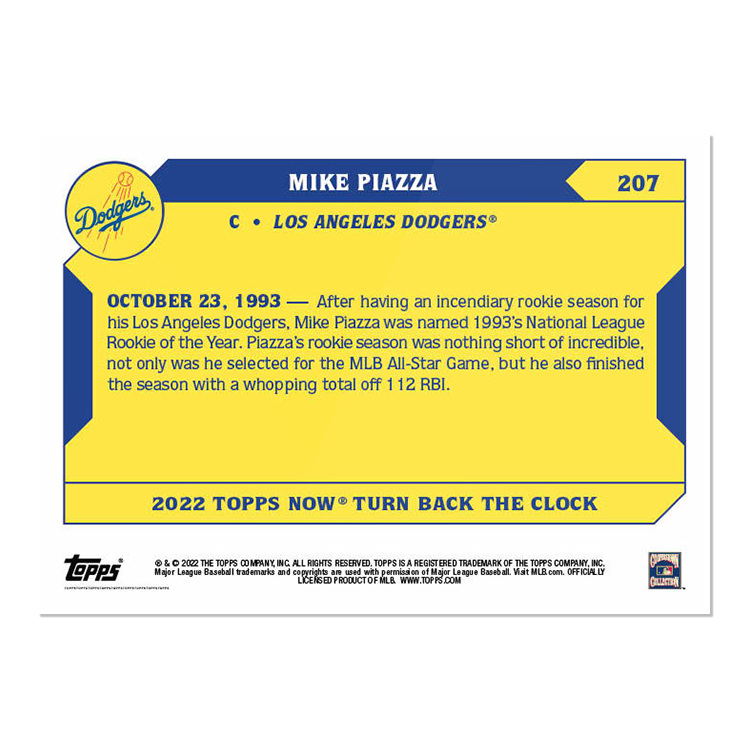 Dodgers
MIKE PIAZZA
207
C • LOS ANGELES DODGERS®
OCTOBER 23, 1993 — After having an incendiary rookie season for
his Los Angeles Dodgers, Mike Piazza was named 1993's National League
Rookie of the Year. Piazza's rookie season was nothing short of incredible,
not only was he selected for the MLB All-Star Game, but he also finished
the season with a whopping total off 112 RBI.
2022 TOPPS NOW® TURN BACK THE CLOCK
Topps®
® & © 2022 THE TOPPS COMPANY, INC. ALL RIGHTS RESERVED. TOPPS IS A REGISTERED TRADEMARK OF THE TOPPS COMPANY, INC.
Major League Baseball trademarks and copyrights are used with permission of Major League Baseball. Visit MLB.com. OFFICIALLY
LICENSED PRODUCT OF MLB. WWW.TOPPS.COM
COOPERSTOWN
COLLECTION